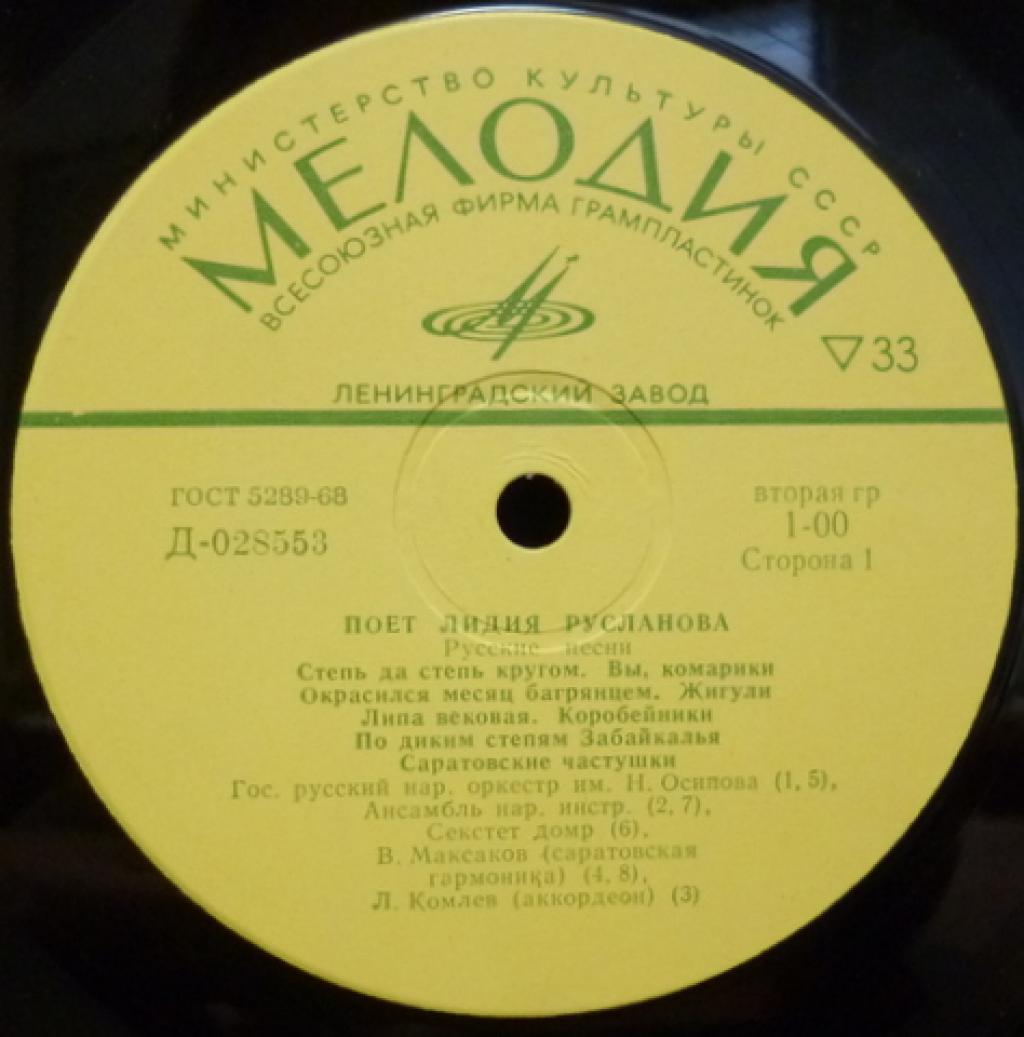 МИНИСТЕРСТВО КУЛЬТУРЫ СССР
МЕЛОДИЯ
ВСЕСОЮЗНАЯ ФИРМА ГРАМПЛАСТИНОК
▽33
ЛЕНИНГРАДСКИЙ ЗАВОД
ГОСТ 5289-68
Д-028553
вторая гр
1-00
Сторона 1
ПОЕТ ЛИДИЯ РУСЛАНОВА
Русские песни
Степь да степь кругом. Вы, комарики
Окрасился месяц багрянцем. Жигули
Липа вековая. Коробейники
По диким степям Забайкалья
Саратовские частушки
Гос. русский нар. оркестр им. Н. Осипова (1, 5),
Ансамбль нар. инстр. (2, 7),
Секстет домр (6),
В. Максаков (саратовская
гармоника) (4, 8),
Л. Комлев (аккордеон) (3)